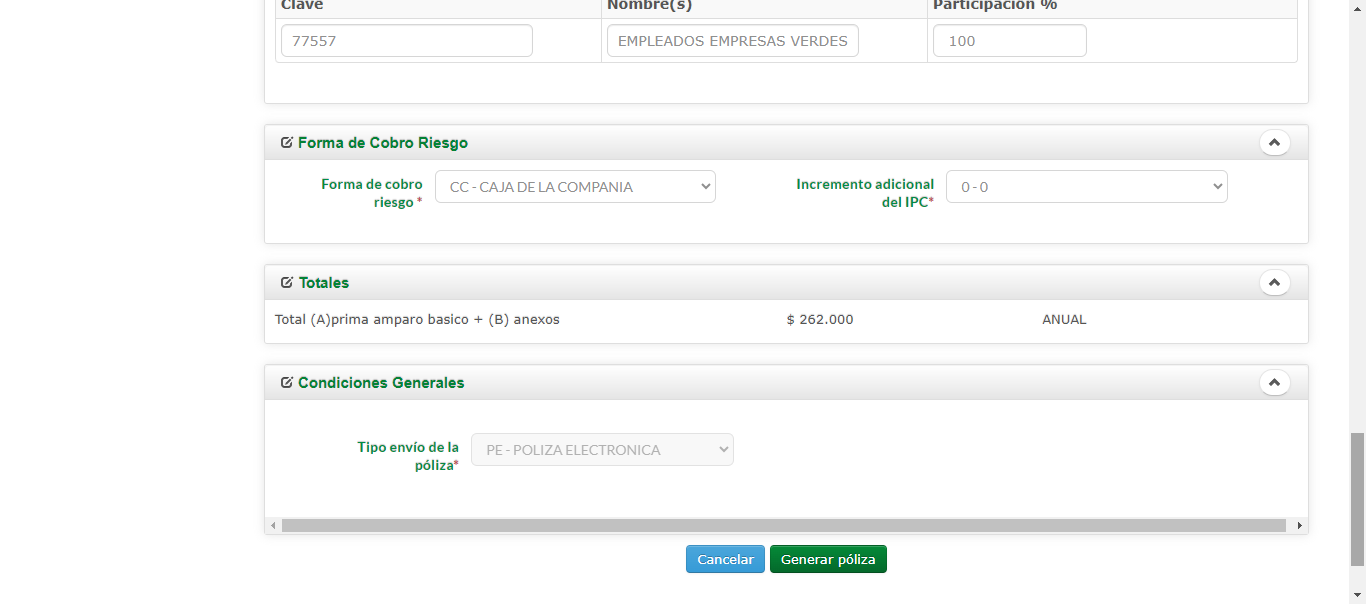 Clave Nombre(s) Participación %
77557 EMPLEADOS EMPRESAS VERDES 100
Forma de Cobro Riesgo
Forma de cobro riesgo * CC - CAJA DE LA COMPANIA Incremento adicional del IPC* 0 - 0
Totales
Total (A)prima amparo basico + (B) anexos $ 262.000 ANUAL
Condiciones Generales
Tipo envío de la póliza* PE - POLIZA ELECTRONICA
Cancelar Generar póliza